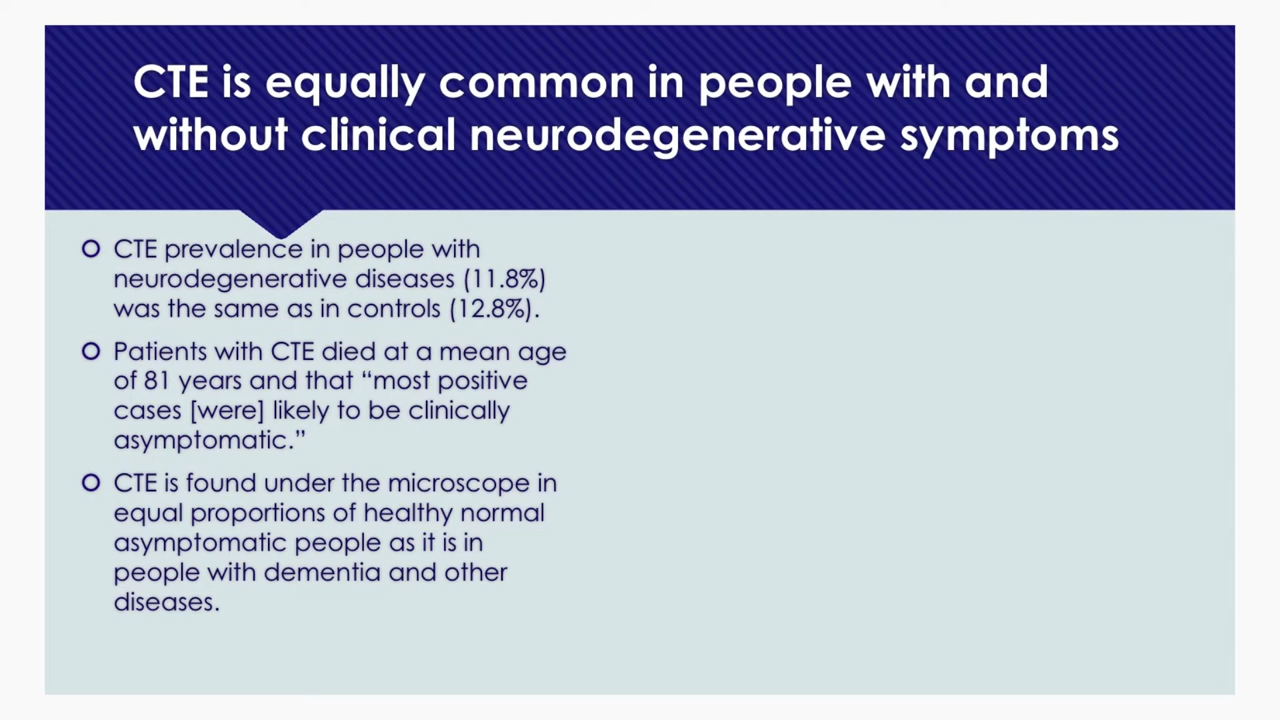 CTE is equally common in people with and
without clinical neurodegenerative symptoms
CTE prevalence in people with
neurodegenerative diseases (11.8%)
was the same as in controls (12.8%).
Patients with CTE died at a mean age
of 81 years and that “most positive
cases [were] likely to be clinically
asymptomatic.”
CTE is found under the microscope in
equal proportions of healthy normal
asymptomatic people as it is in
people with dementia and other
diseases.